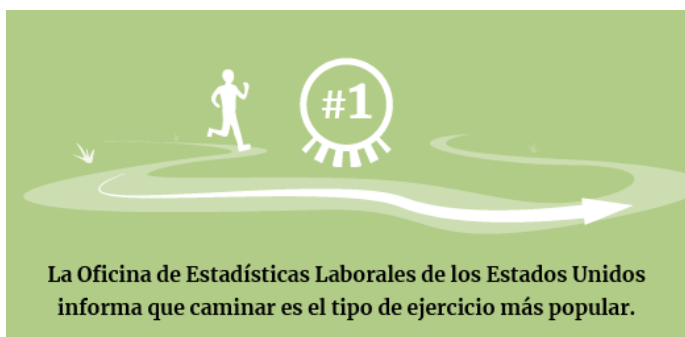 #1
La Oficina de Estadísticas Laborales de los Estados Unidos
informa que caminar es el tipo de ejercicio más popular.